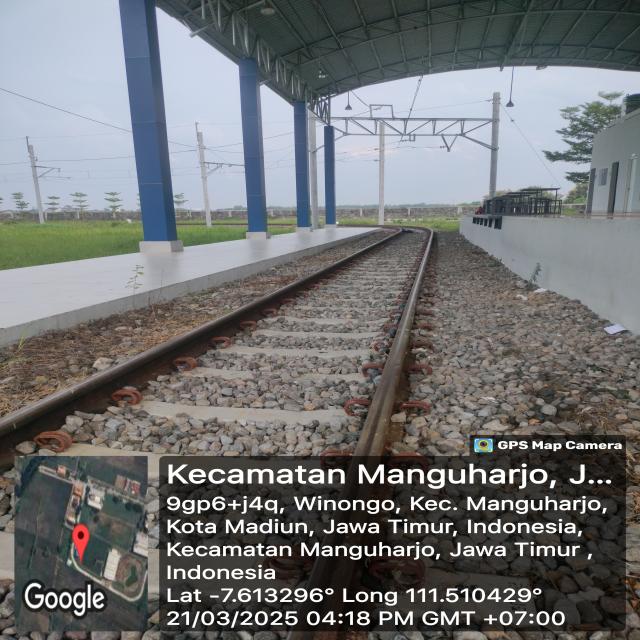 GPS Map Camera
Kecamatan Manguharjo, J...
9gp6+j4q, Winongo, Kec. Manguharjo,
Kota Madiun, Jawa Timur, Indonesia,
Kecamatan Manguharjo, Jawa Timur ,
Indonesia
Lat -7.613296° Long 111.510429°
21/03/2025 04:18 PM GMT +07:00
Google